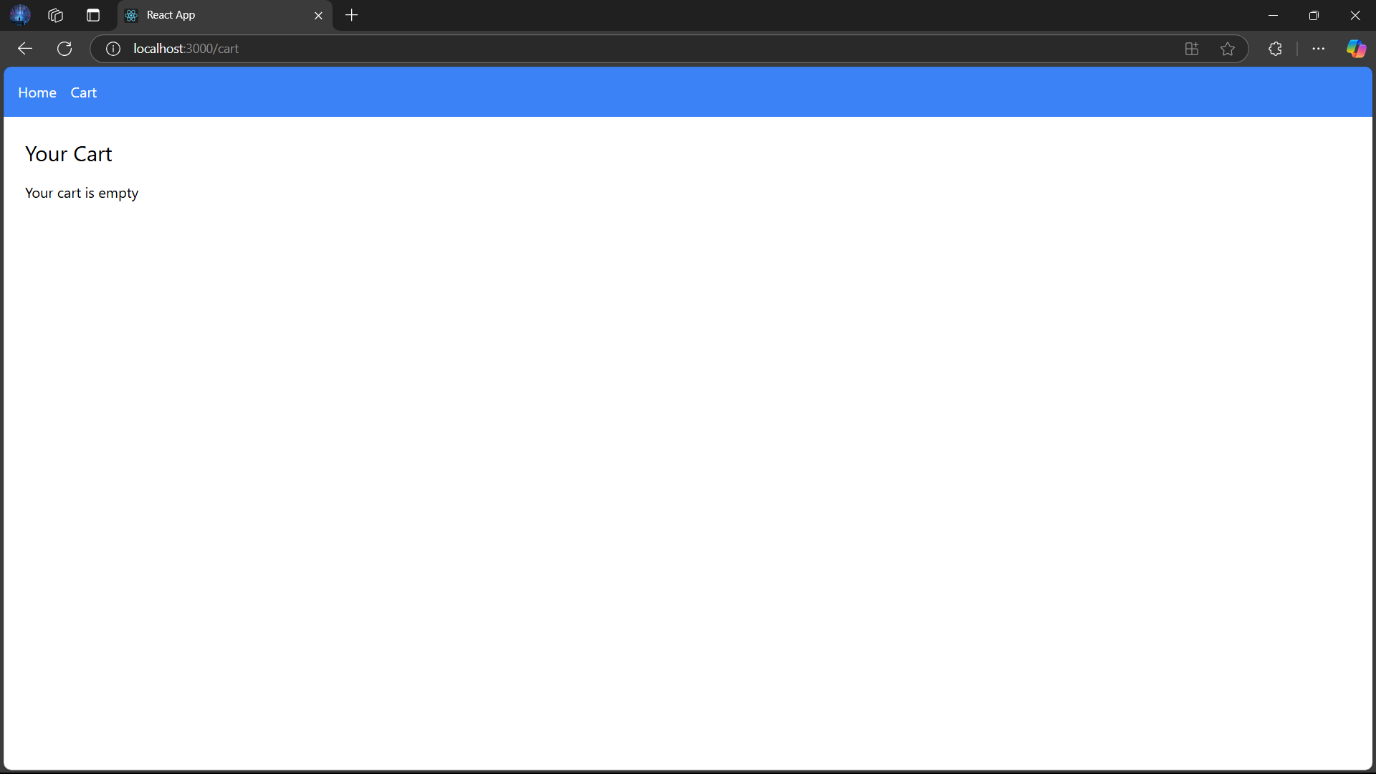 React App
localhost:3000/cart
Home Cart
Your Cart
Your cart is empty